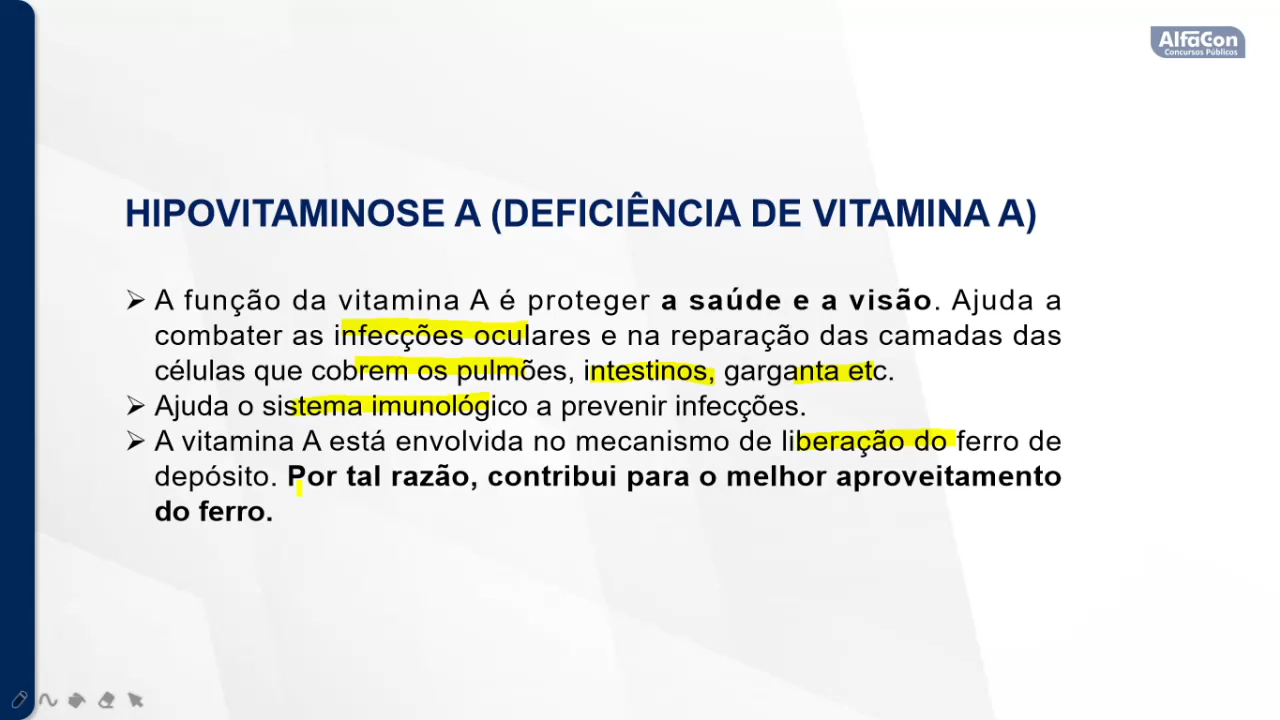 AlfaCon
Concursos Públicos
HIPOVITAMINOSE A (DEFICIÊNCIA DE VITAMINA A)
➢ A função da vitamina A é proteger a saúde e a visão. Ajuda a
combater as infecções oculares e na reparação das camadas das
células que cobrem os pulmões, intestinos, garganta etc.
➢ Ajuda o sistema imunológico a prevenir infecções.
➢ A vitamina A está envolvida no mecanismo de liberação do ferro de
depósito. Por tal razão, contribui para o melhor aproveitamento
do ferro.